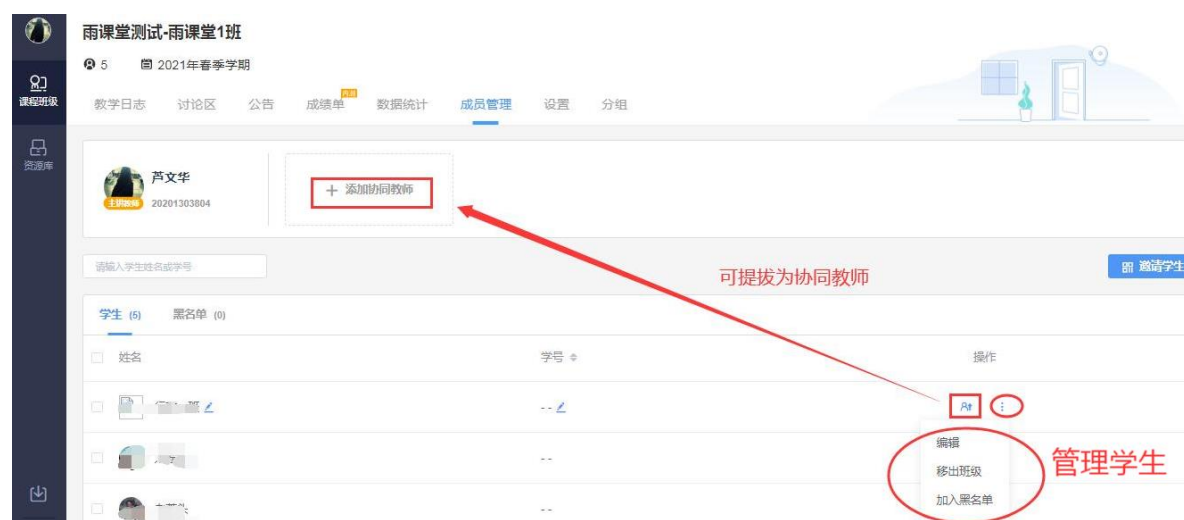 雨课堂测试-雨课堂1班
5 2021年春季学期
课程班级
教学日志 讨论区 公告 成绩单 数据统计 成员管理 设置 分组
资源库
芦文华
主讲教师 20201303804
+ 添加协同教师
请输入学生姓名或学号
可提拔为协同教师
邀请学生
学生 (5) 黑名单 (0)
姓名 学号 操作
--
编辑
--
移出班级
管理学生
加入黑名单
--